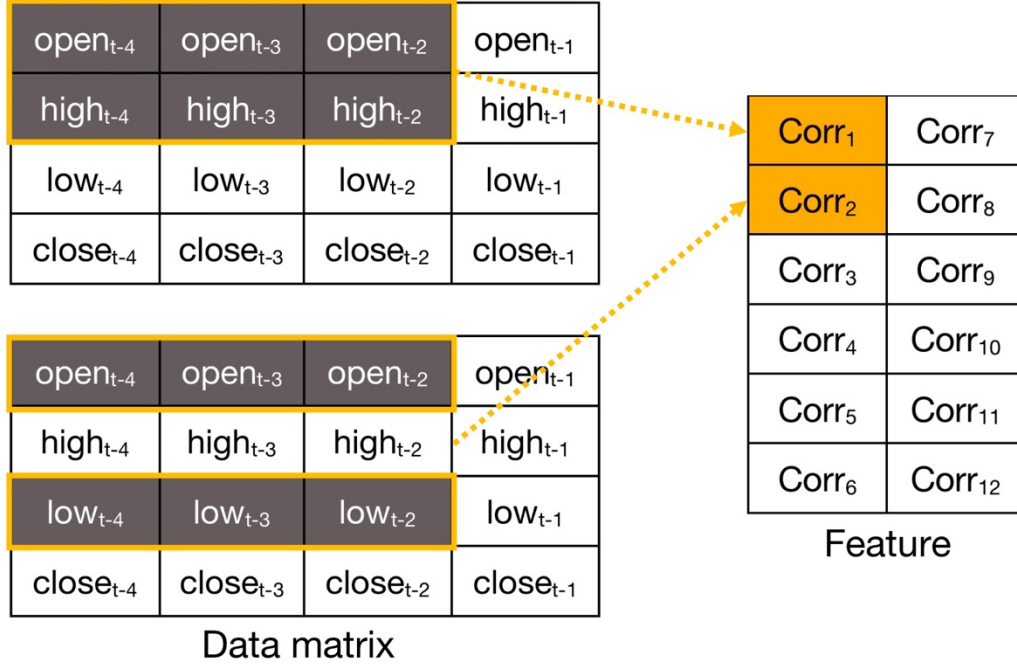 open t-4 open t-3 open t-2 open t-1
high t-4 high t-3 high t-2 high t-1
low t-4 low t-3 low t-2 low t-1
close t-4 close t-3 close t-2 close t-1
open t-4 open t-3 open t-2 open t-1
high t-4 high t-3 high t-2 high t-1
low t-4 low t-3 low t-2 low t-1
close t-4 close t-3 close t-2 close t-1
Data matrix
Corr1 Corr7
Corr2 Corr8
Corr3 Corr9
Corr4 Corr10
Corr5 Corr11
Corr6 Corr12
Feature